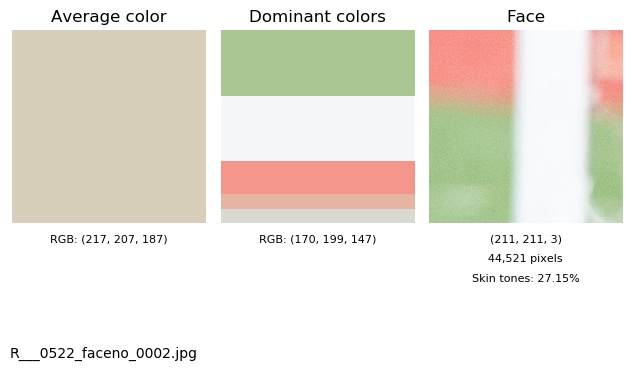 Average color
Dominant colors
Face
RGB: (217, 207, 187)
RGB: (170, 199, 147)
(211, 211, 3)
44,521 pixels
Skin tones: 27.15%
R___0522_faceno_0002.jpg